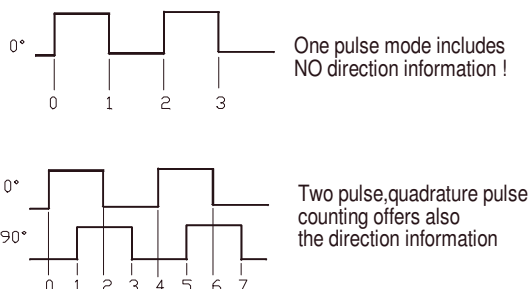 One pulse mode includes
0°
NO direction information !
0 1 2 3
0°
Two pulse,quadrature pulse
counting offers also
90°
the direction information
0 1 2 3 4 5 6 7